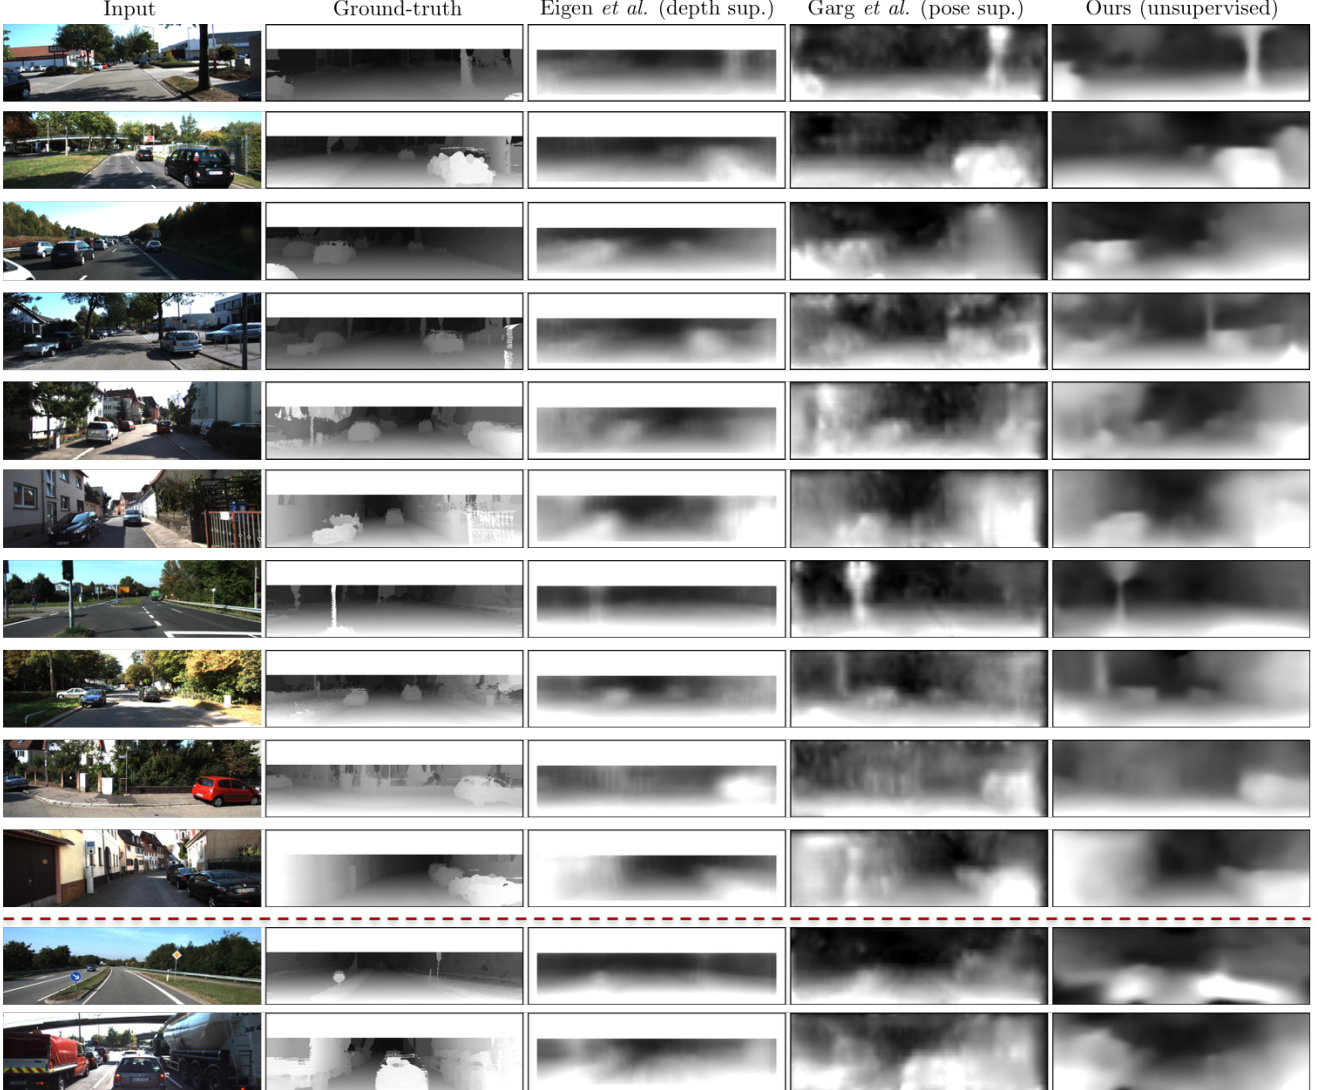 Input Ground-truth Eigen et al. (depth sup.) Garg et al. (pose sup.) Ours (unsupervised)